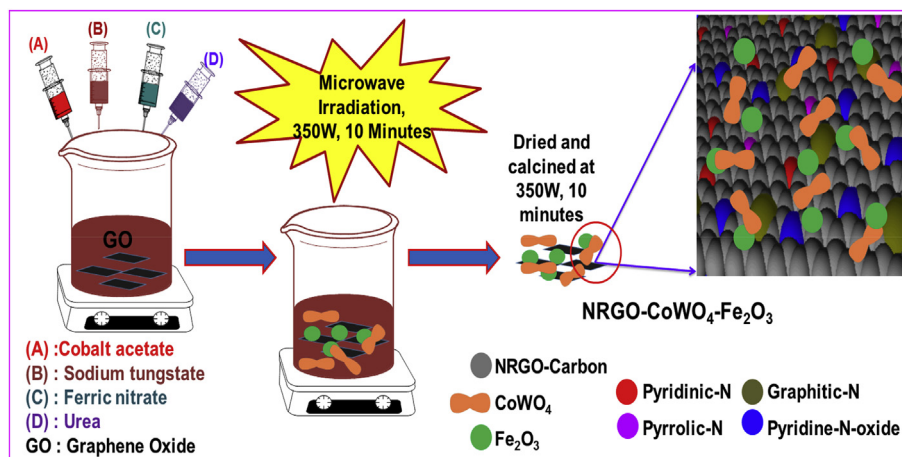 (A)
(B)
(C)
(D)
GO
(A) :Cobalt acetate
(B) : Sodium tungstate
(C) : Ferric nitrate
(D) : Urea
GO : Graphene Oxide
Microwave
Irradiation,
350W, 10 Minutes
Dried and
calcined at
350W, 10
minutes
NRGO-CoWO₄-Fe₂O₃
NRGO-Carbon
CoWO₄
Fe₂O₃
Pyridinic-N
Pyrrolic-N
Graphitic-N
Pyridine-N-oxide